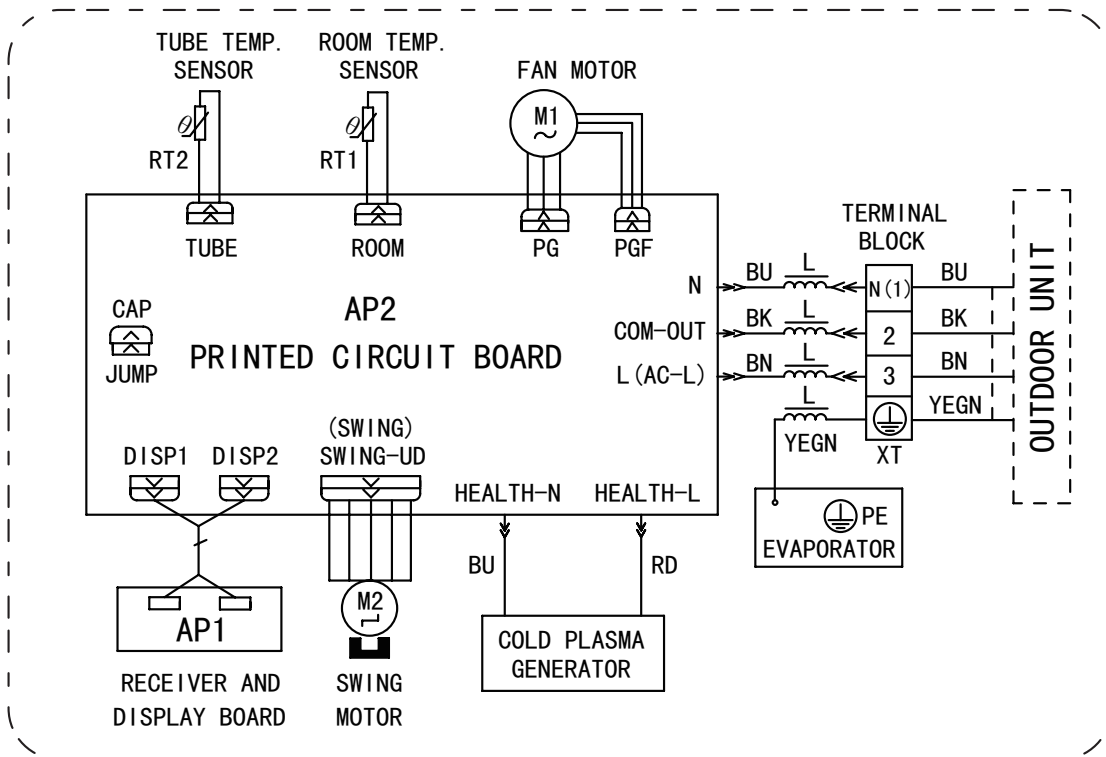 TUBE TEMP.
SENSOR
ROOM TEMP.
SENSOR
FAN MOTOR
θ
RT2
θ
RT1
M1
~
TUBE
ROOM
PG
PGF
TERMINAL
BLOCK
OUTDOOR UNIT
CAP
JUMP
AP2
PRINTED CIRCUIT BOARD
N
BU
L
N(1)
BU
COM-OUT
BK
L
2
BK
L(AC-L)
BN
L
3
BN
L
YEGN
YEGN
XT
DISP1
DISP2
(SWING)
SWING-UD
HEALTH-N
HEALTH-L
PE
EVAPORATOR
BU
RD
AP1
M2
COLD PLASMA
GENERATOR
RECEIVER AND
DISPLAY BOARD
SWING
MOTOR